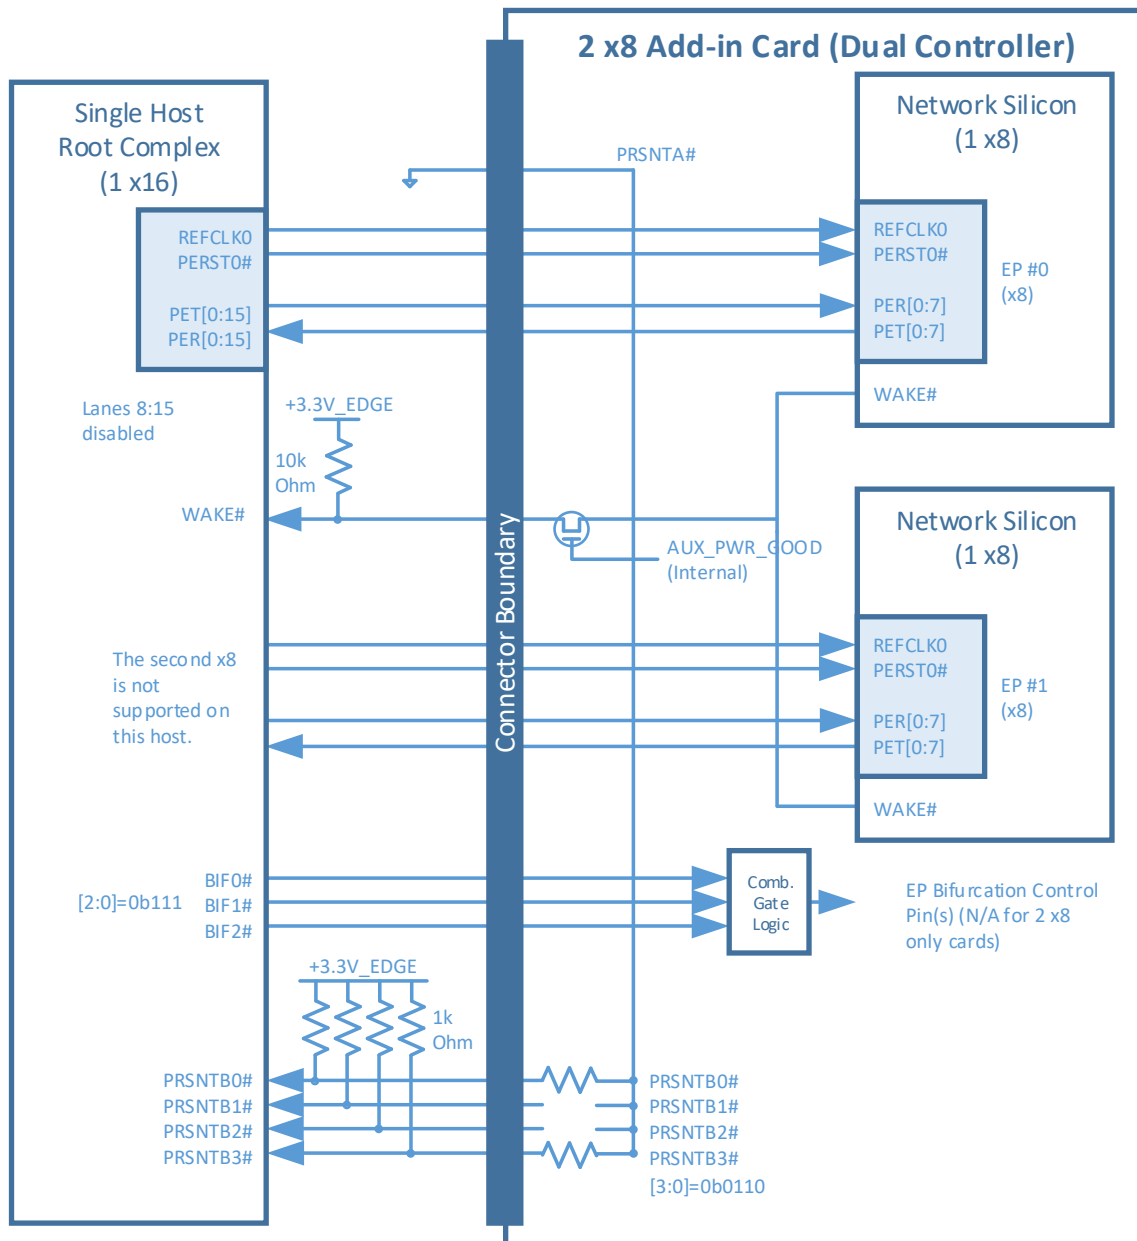 2 x8 Add-in Card (Dual Controller)
Single Host
Root Complex
(1 x16)
REFCLK0
PERST0#
PET[0:15]
PER[0:15]
Lanes 8:15
disabled
+3.3V_EDGE
10k
Ohm
WAKE#
The second x8
is not
supported on
this host.
[2:0]=0b111
BIF0#
BIF1#
BIF2#
+3.3V_EDGE
1k
Ohm
PRSNTB0#
PRSNTB1#
PRSNTB2#
PRSNTB3#
Connector Boundary
PRSNTA#
Network Silicon
(1 x8)
REFCLK0
PERST0#
PER[0:7]
PET[0:7]
EP #0
(x8)
WAKE#
AUX_PWR_GOOD
(Internal)
Network Silicon
(1 x8)
REFCLK0
PERST0#
PER[0:7]
PET[0:7]
EP #1
(x8)
WAKE#
Comb.
Gate
Logic
EP Bifurcation Control
Pin(s) (N/A for 2 x8
only cards)
PRSNTB0#
PRSNTB1#
PRSNTB2#
PRSNTB3#
[3:0]=0b0110